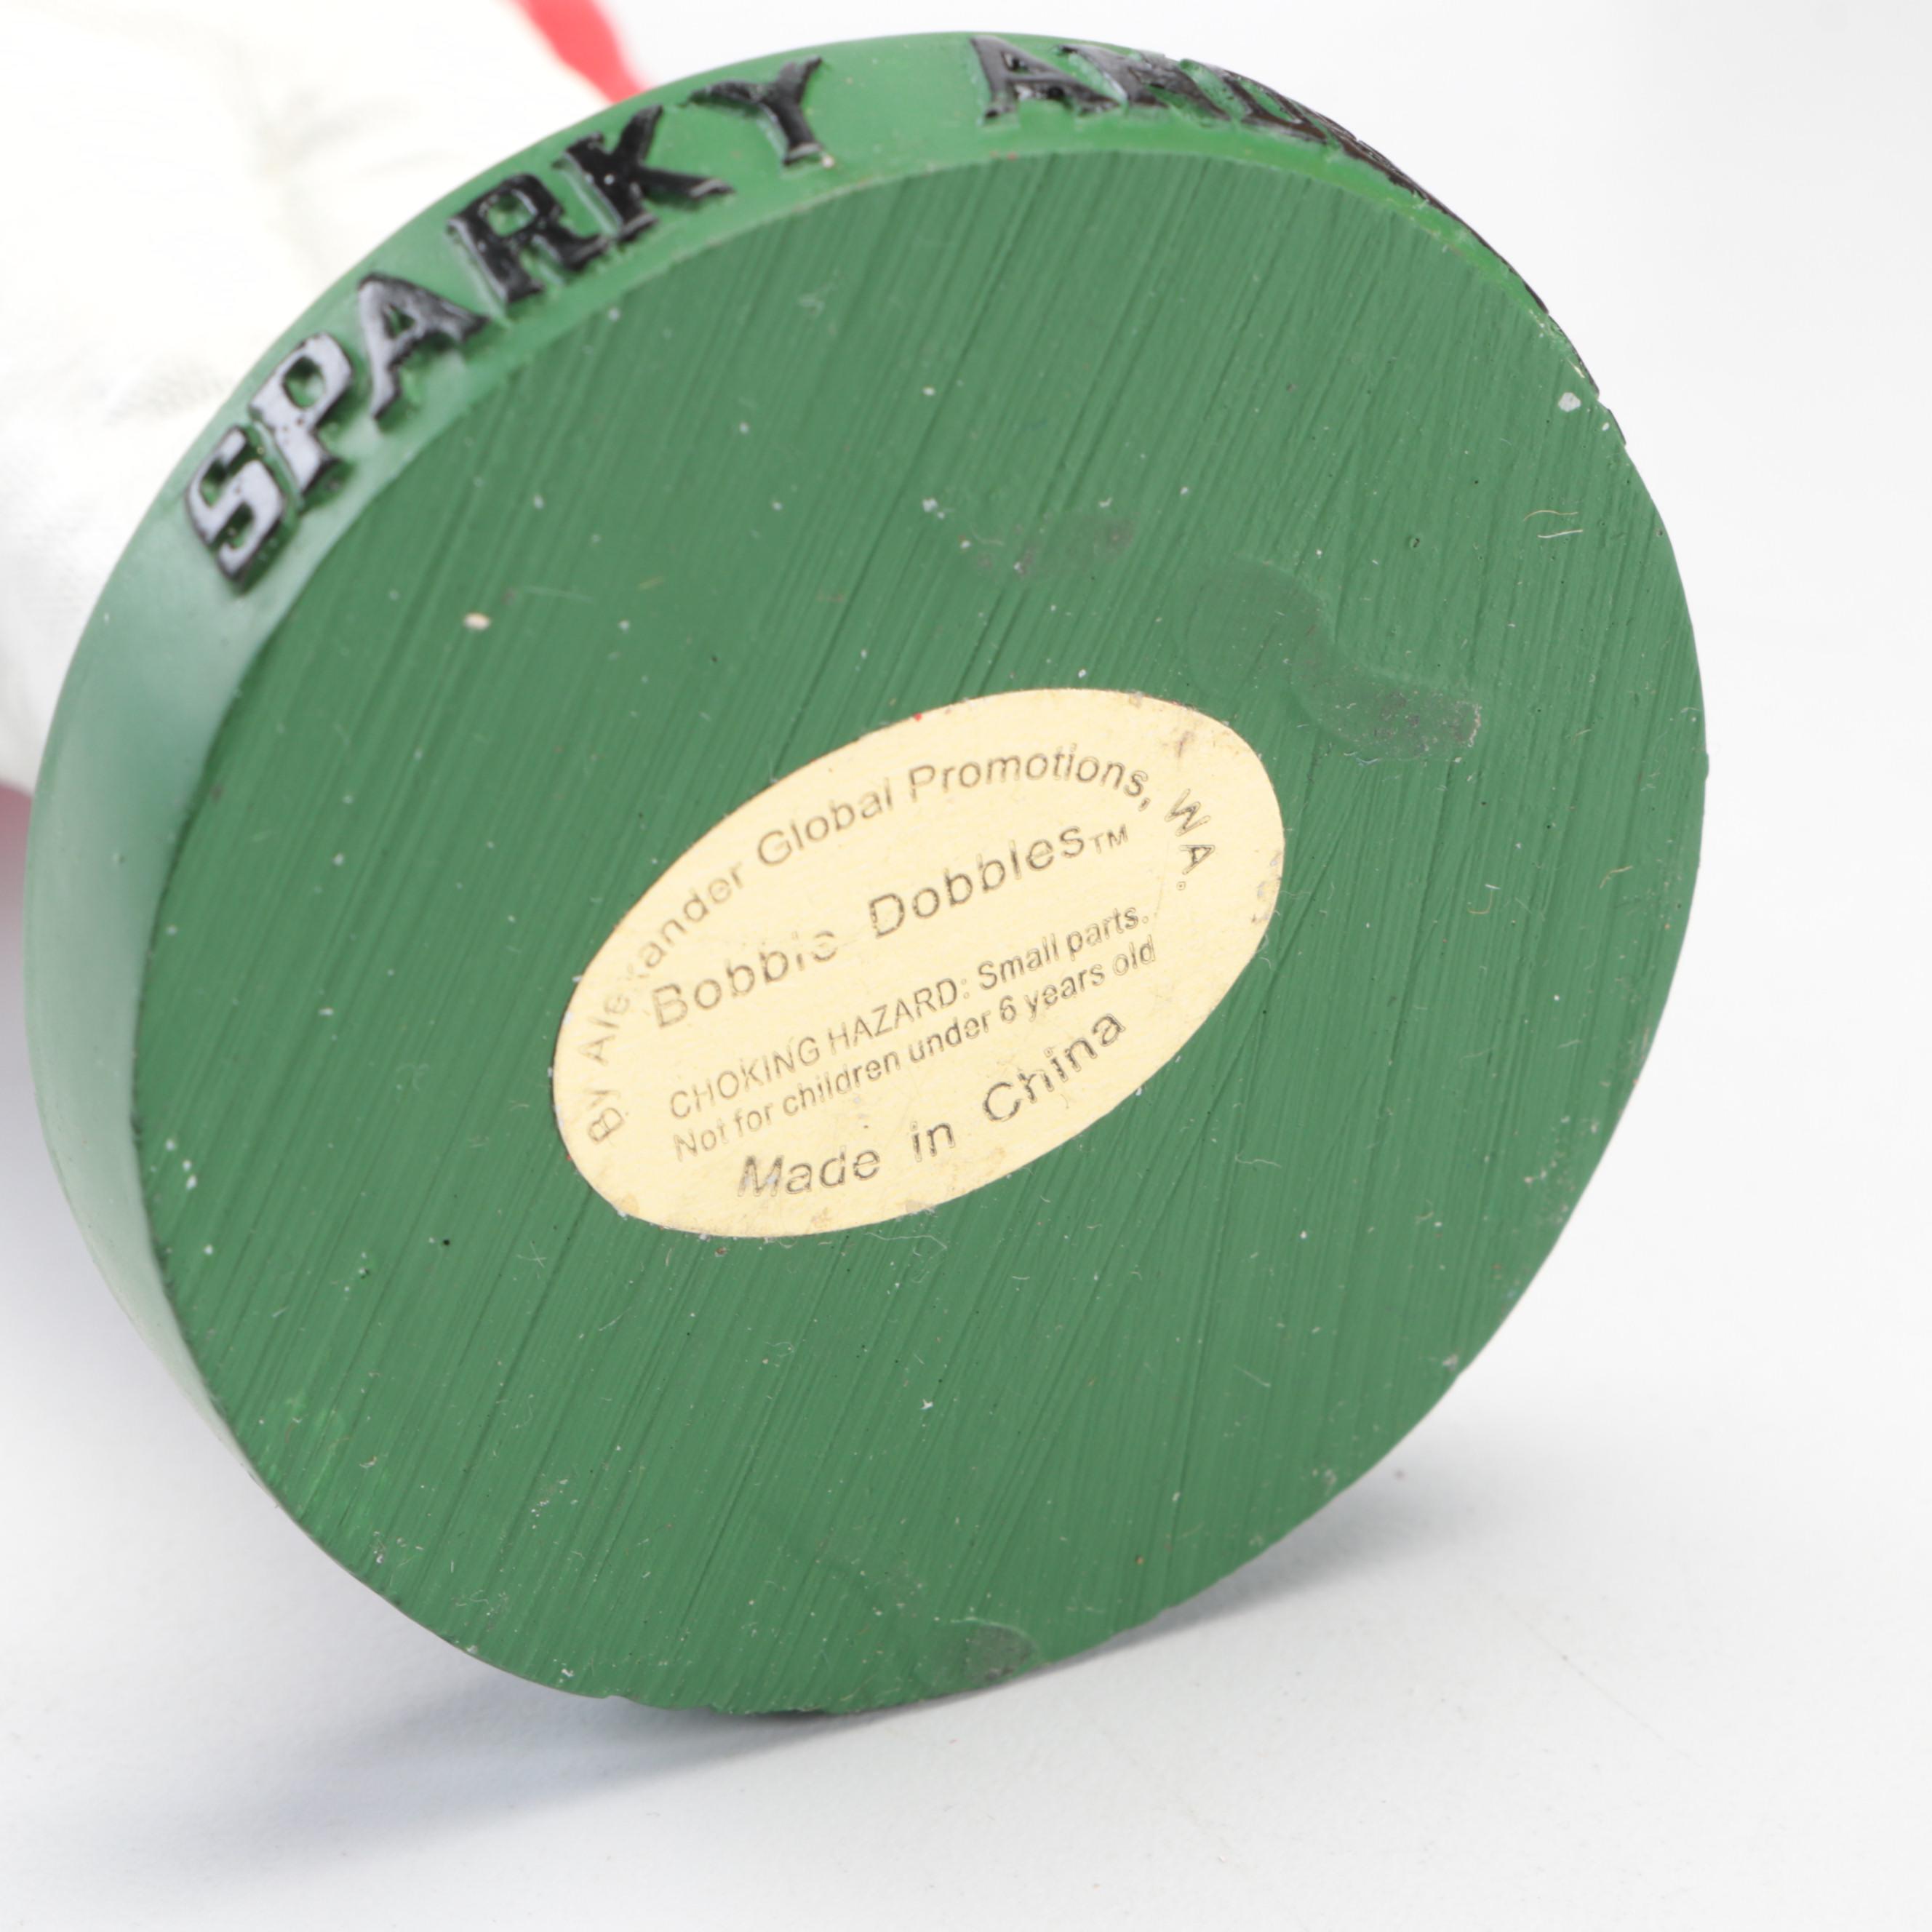 SPARKY
By Alexander Global Promotions, WA.
Bobbie Dobbles™
CHOKING HAZARD: Small parts.
Not for children under 6 years old
Made in China